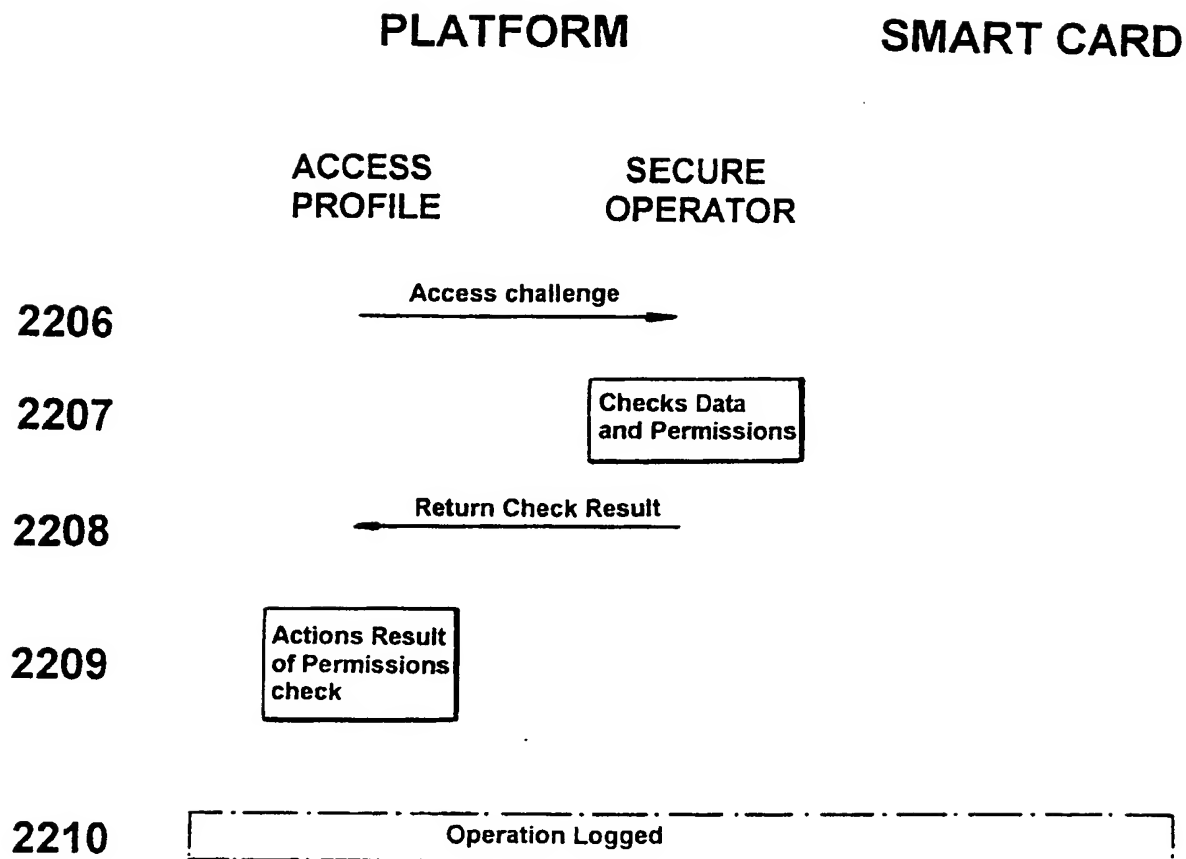 PLATFORM SMART CARD
ACCESS PROFILE
SECURE OPERATOR
2206 Access challenge
2207 Checks Data
and Permissions
2208 Return Check Result
2209 Actions Result
of Permissions
check
2210 Operation Logged